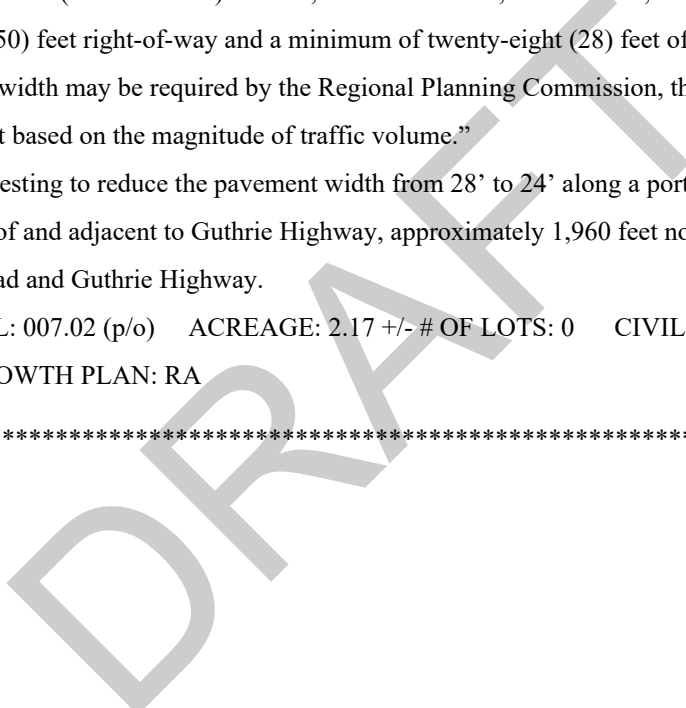 50) feet right-of-way and a minimum of twenty-eight (28) feet of
width may be required by the Regional Planning Commission, th
t based on the magnitude of traffic volume.”
esting to reduce the pavement width from 28’ to 24’ along a port
of and adjacent to Guthrie Highway, approximately 1,960 feet no
ad and Guthrie Highway.
L: 007.02 (p/o) ACREAGE: 2.17 +/- # OF LOTS: 0 CIVIL
OWTH PLAN: RA
****************************************************
DRAFT